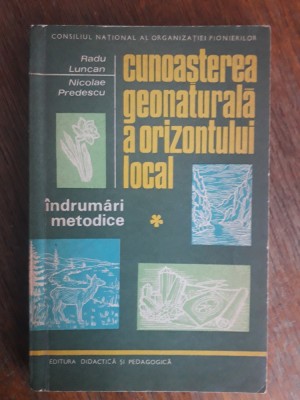 CONSILIUL NAȚIONAL AL ORGANIZAȚIEI PIONIERILOR
Radu
Luncan
Nicolae
Predescu
cunoașterea
geonaturală
a orizontului
local
îndrumări
metodice
*
EDITURA DIDACTICĂ ȘI PEDAGOGICĂ